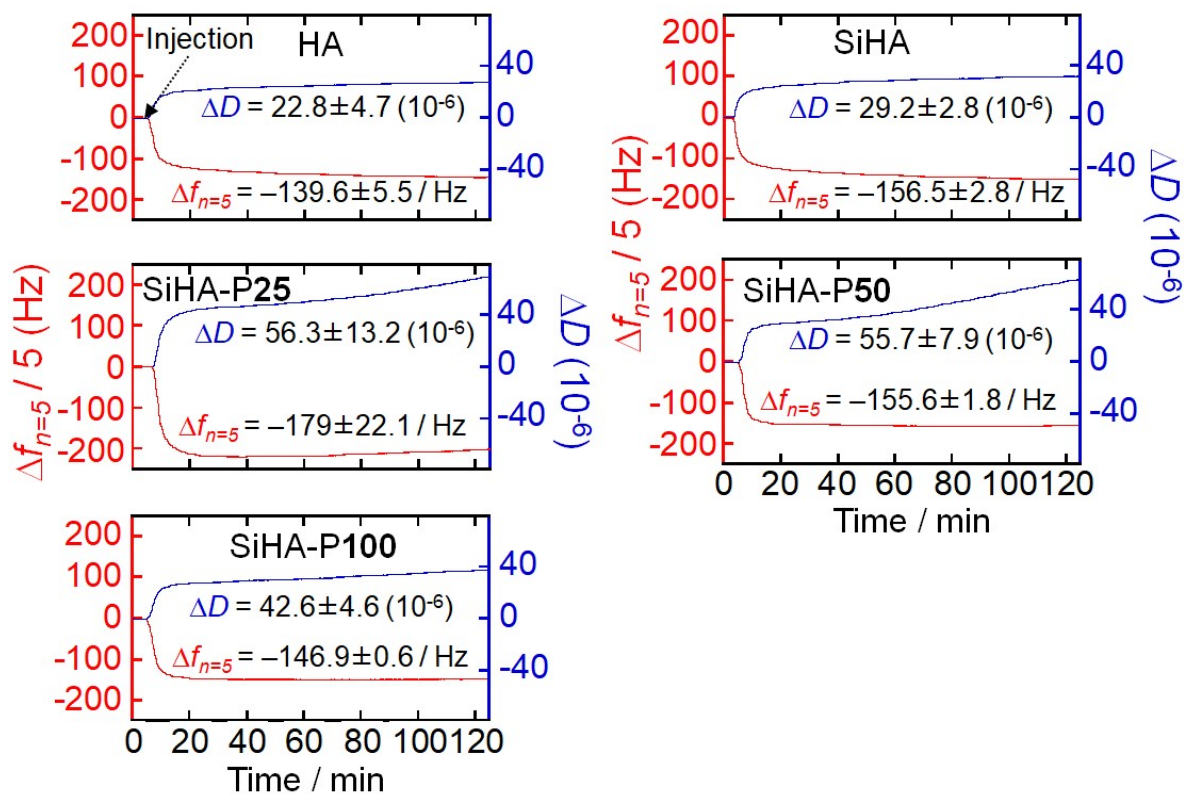 HA
Injection
200
100
0
-100
-200
40
0
-40
ΔD = 22.8±4.7 (10-6)
Δfn=5 = –139.6±5.5 / Hz
SiHA
200
100
0
-100
-200
40
0
-40
ΔD = 29.2±2.8 (10-6)
Δfn=5 = –156.5±2.8 / Hz
SiHA-P25
200
100
0
-100
-200
40
0
-40
ΔD = 56.3±13.2 (10-6)
Δfn=5 = –179±22.1 / Hz
Δfn=5 / 5 (Hz)
ΔD (10-6)
SiHA-P50
200
100
0
-100
-200
40
0
-40
ΔD = 55.7±7.9 (10-6)
Δfn=5 = –155.6±1.8 / Hz
0 20 40 60 80 100 120
Time / min
Δfn=5 / 5 (Hz)
ΔD (10-6)
SiHA-P100
200
100
0
-100
-200
40
0
-40
ΔD = 42.6±4.6 (10-6)
Δfn=5 = –146.9±0.6 / Hz
0 20 40 60 80 100 120
Time / min